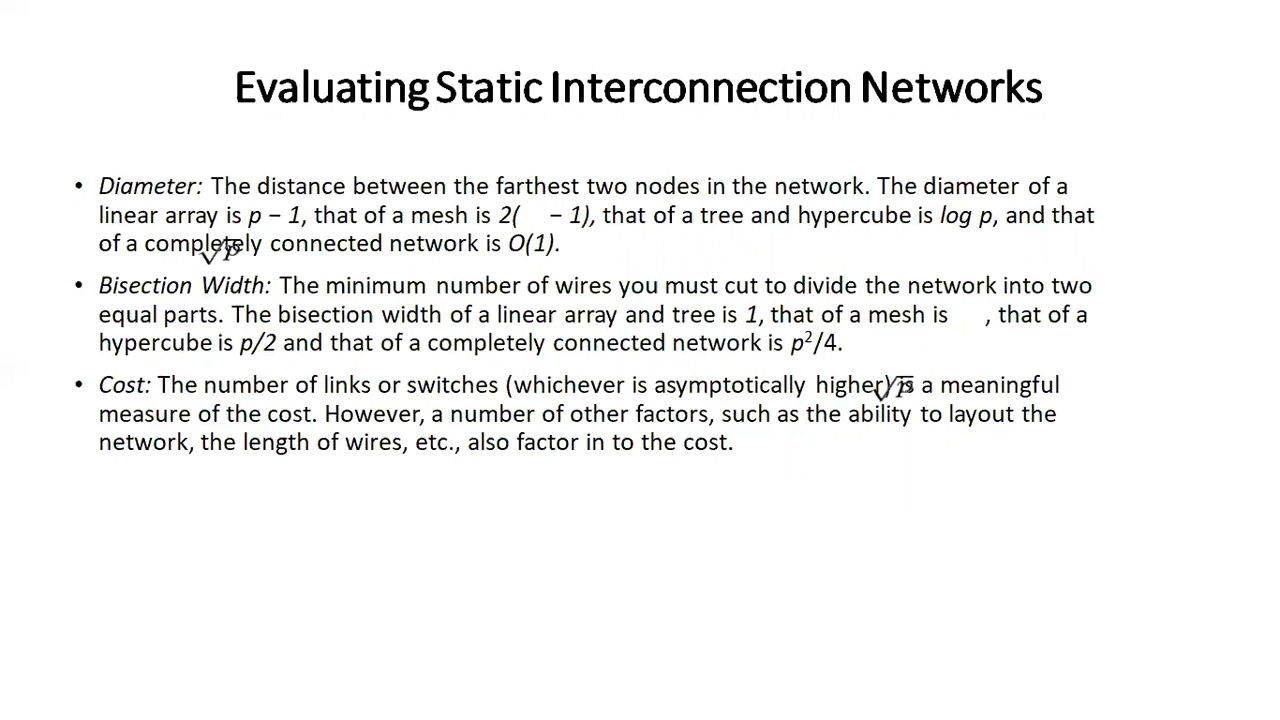 Evaluating Static Interconnection Networks
• Diameter: The distance between the farthest two nodes in the network. The diameter of a
linear array is p − 1, that of a mesh is 2( − 1), that of a tree and hypercube is log p, and that
of a completely connected network is O(1).
√p
• Bisection Width: The minimum number of wires you must cut to divide the network into two
equal parts. The bisection width of a linear array and tree is 1, that of a mesh is , that of a
hypercube is p/2 and that of a completely connected network is p²/4.
• Cost: The number of links or switches (whichever is asymptotically higher) is a meaningful
√p
measure of the cost. However, a number of other factors, such as the ability to layout the
network, the length of wires, etc., also factor in to the cost.